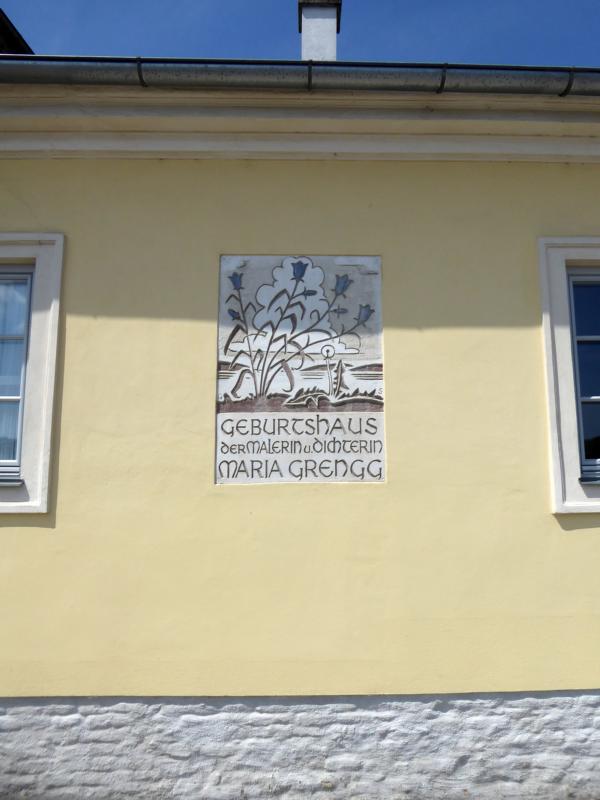 GEBURTSHAUS
DER MALERIN u. DICHTERIN
MARIA GRENGG